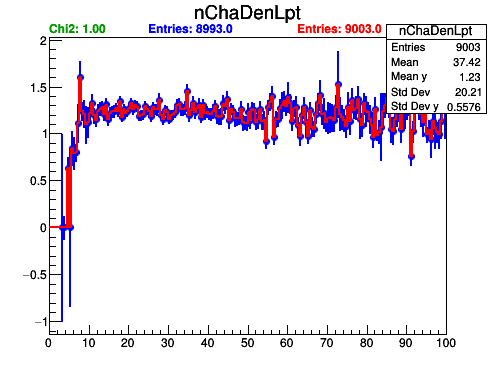 nChaDenLpt
Chi2: 1.00 Entries: 8993.0 Entries: 9003.0
nChaDenLpt
Entries 9003
Mean 37.42
Mean y 1.23
Std Dev 20.21
Std Dev y 0.5576
2
1.5
1
0.5
0
−0.5
−1
0 10 20 30 40 50 60 70 80 90 100